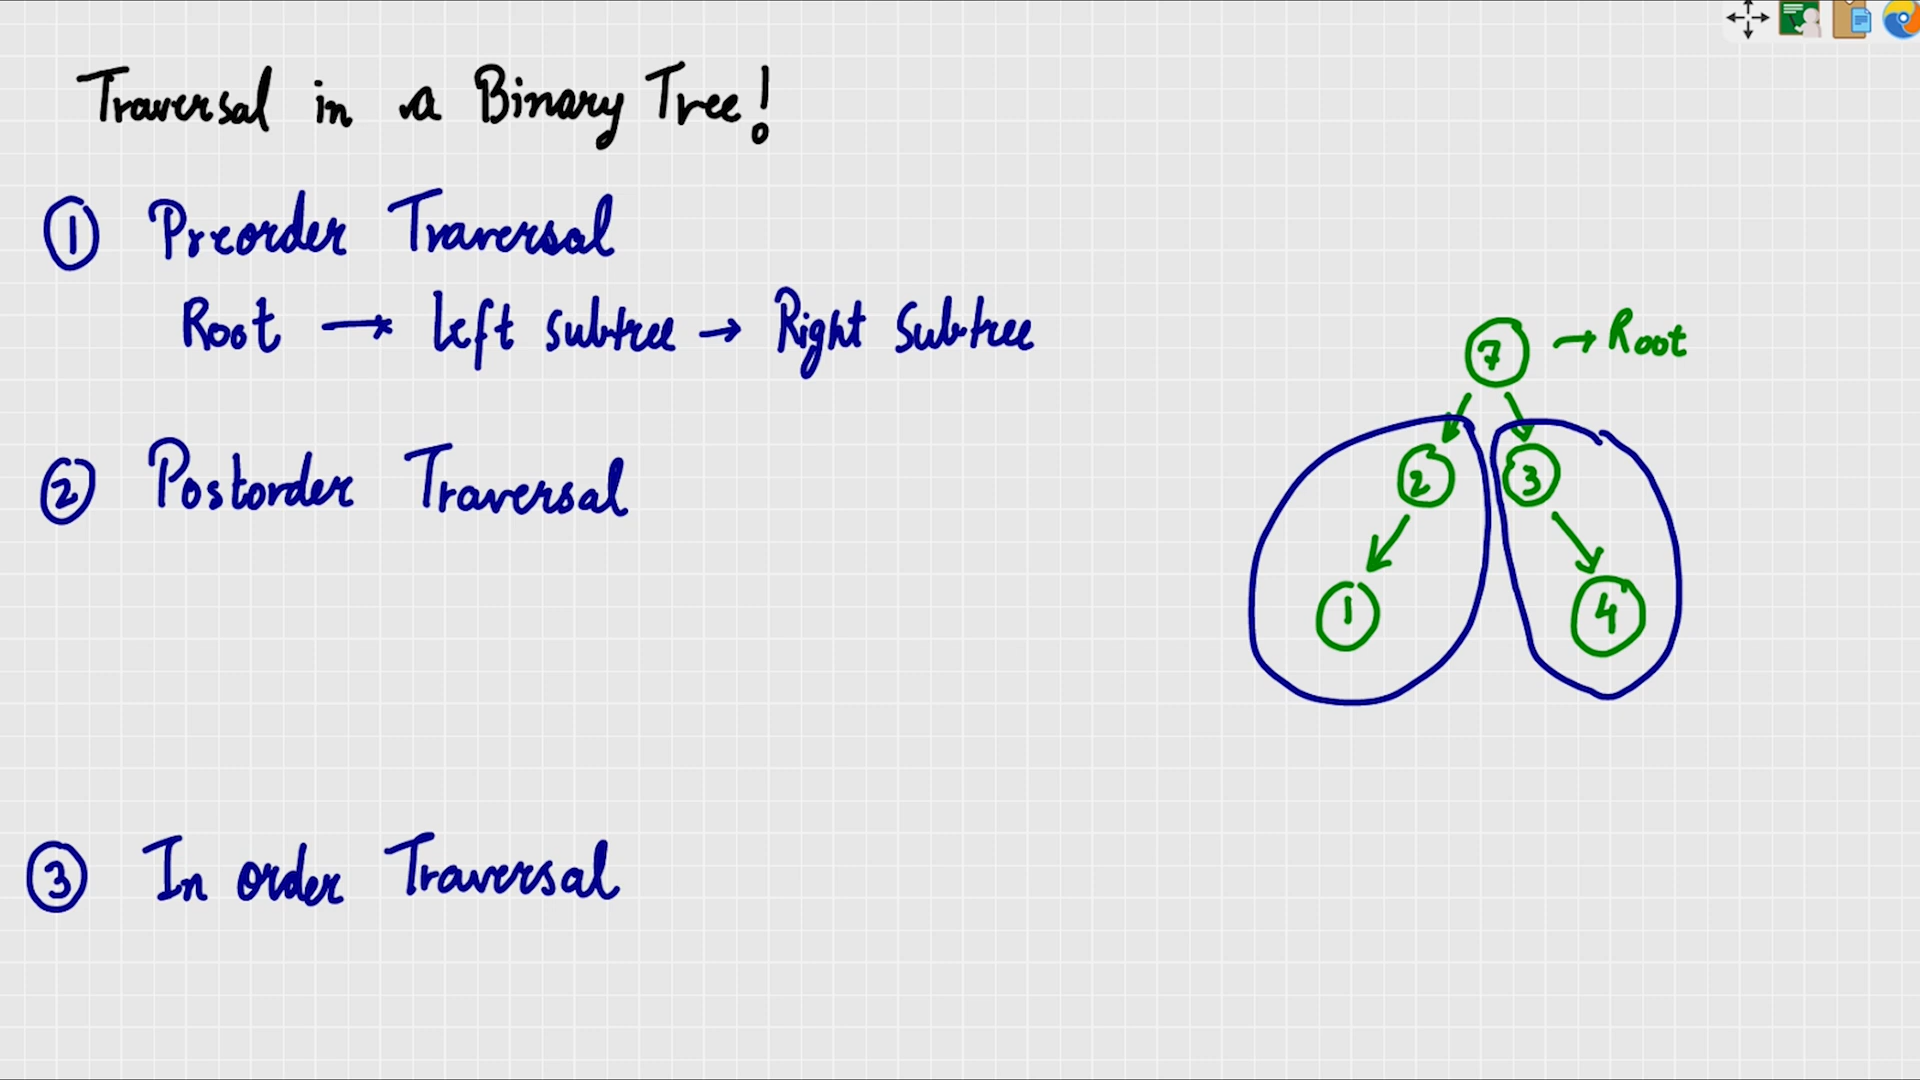 Traversal in a Binary Tree!
① Preorder Traversal
Root → Left subtree → Right Subtree
7 → Root
2 3
1 4
② Postorder Traversal
③ In order Traversal